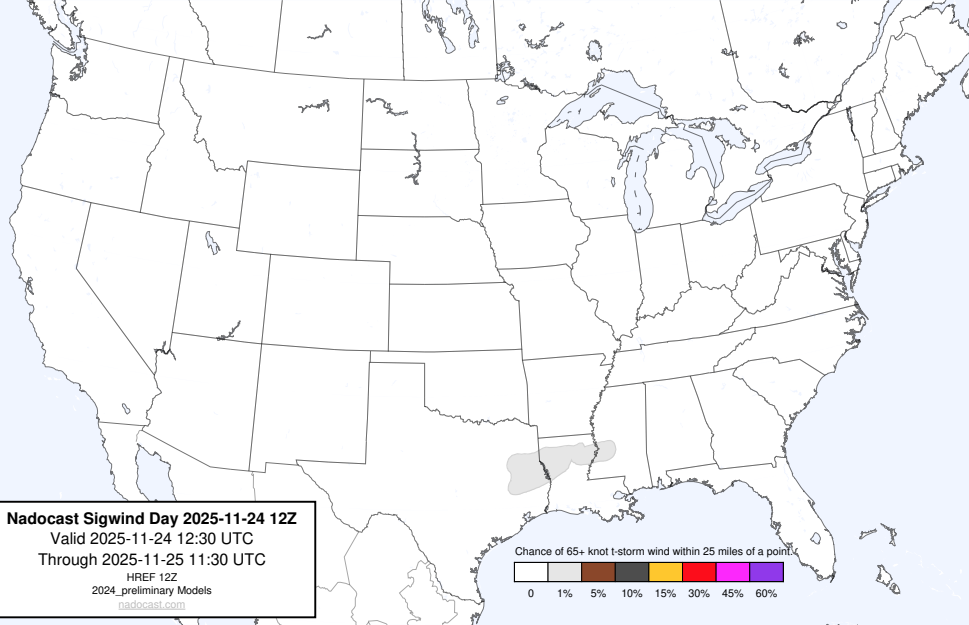 Nadocast Sigwind Day 2025-11-24 12Z
Valid 2025-11-24 12:30 UTC
Through 2025-11-25 11:30 UTC
HREF 12Z
2024_preliminary Models
nadocast.com
Chance of 65+ knot t-storm wind within 25 miles of a point.
0 1% 5% 10% 15% 30% 45% 60%